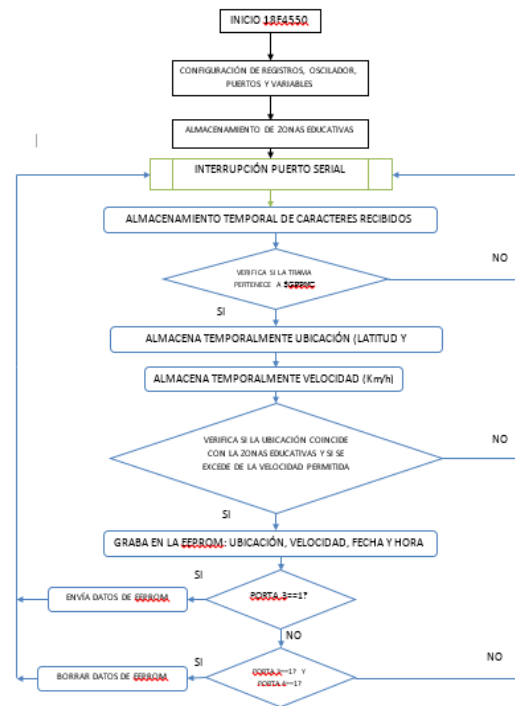 INICIO 18F4550
CONFIGURACIÓN DE REGISTROS, OSCILADOR,
PUERTOS Y VARIABLES
ALMACENAMIENTO DE ZONAS EDUCATIVAS
INTERRUPCIÓN PUERTO SERIAL
ALMACENAMIENTO TEMPORAL DE CARACTERES RECIBIDOS
NO
VERIFICA SI LA TRAMA
PERTENECE A $GPRMC
SI
ALMACENA TEMPORALMENTE UBICACIÓN (LATITUD Y
ALMACENA TEMPORALMENTE VELOCIDAD (Km/h)
NO
VERIFICA SI LA UBICACIÓN COINCIDE
CON LA ZONAS EDUCATIVAS Y SI SE
EXCEDE DE LA VELOCIDAD PERMITIDA
SI
GRABA EN LA EEPROM: UBICACIÓN, VELOCIDAD, FECHA Y HORA
SI
ENVÍA DATOS DE EEPROM
PORTA 3==1?
NO
NO
SI
BORRAR DATOS DE EEPROM
PORTA 3==1? Y
PORTA 4==1?